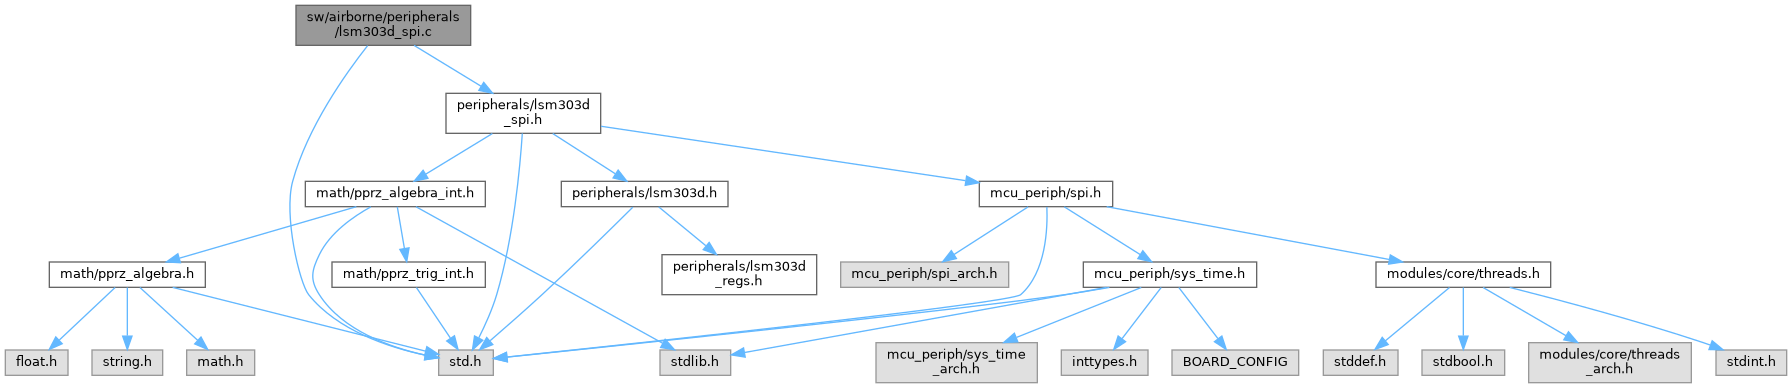 sw/airborne/peripherals
/lsm303d_spi.c
peripherals/lsm303d
_spi.h
math/pprz_algebra_int.h
peripherals/lsm303d.h
mcu_periph/spi.h
math/pprz_algebra.h
math/pprz_trig_int.h
peripherals/lsm303d
_regs.h
mcu_periph/spi_arch.h
mcu_periph/sys_time.h
modules/core/threads.h
float.h
string.h
math.h
std.h
stdlib.h
mcu_periph/sys_time
_arch.h
inttypes.h
BOARD_CONFIG
stddef.h
stdbool.h
modules/core/threads
_arch.h
stdint.h